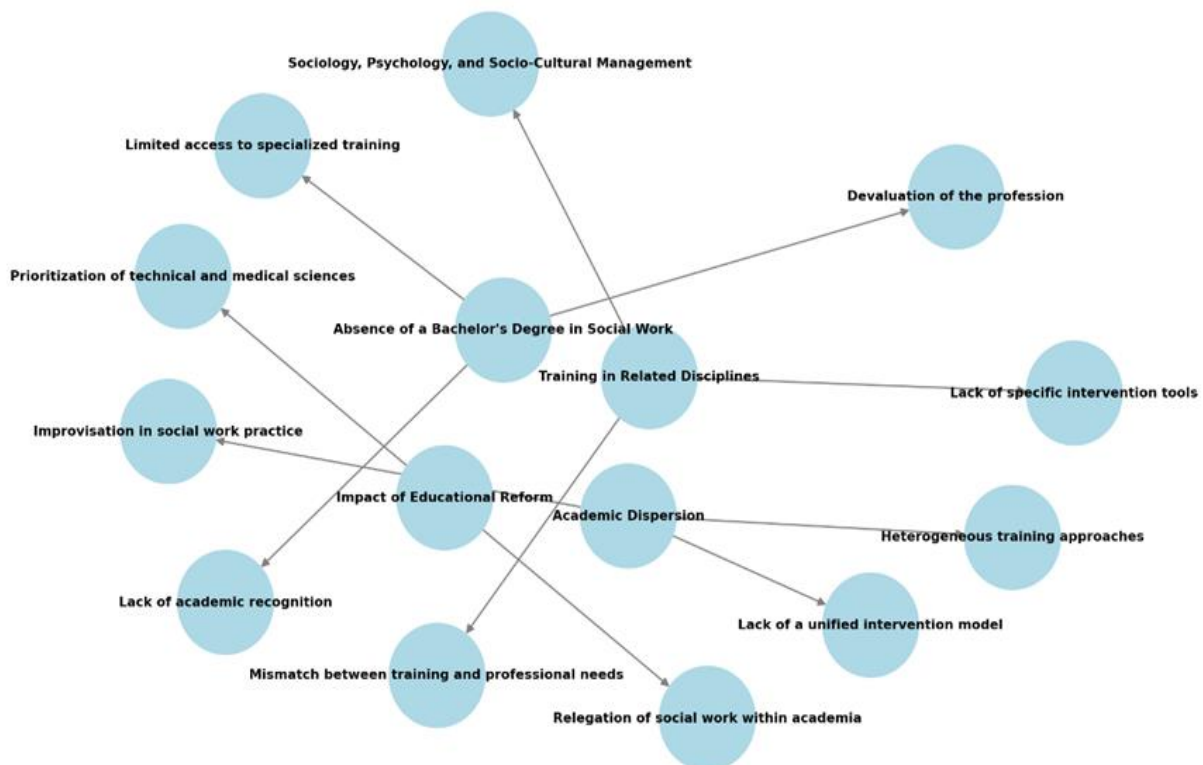 Sociology, Psychology, and Socio-Cultural Management
Limited access to specialized training
Devaluation of the profession
Prioritization of technical and medical sciences
Absence of a Bachelor's Degree in Social Work
Training in Related Disciplines
Lack of specific intervention tools
Improvisation in social work practice
Impact of Educational Reform
Academic Dispersion
Heterogeneous training approaches
Lack of academic recognition
Lack of a unified intervention model
Mismatch between training and professional needs
Relegation of social work within academia